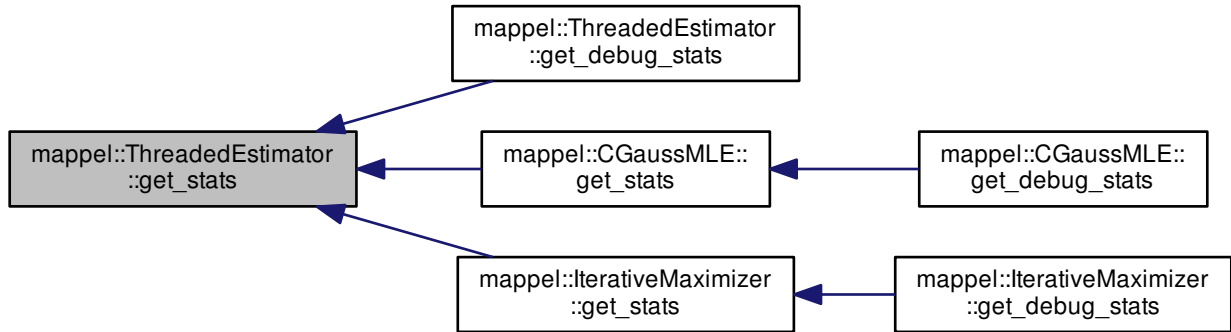 mappel::ThreadedEstimator
::get_debug_stats
mappel::ThreadedEstimator
::get_stats
mappel::CGaussMLE::
get_stats
mappel::CGaussMLE::
get_debug_stats
mappel::IterativeMaximizer
::get_stats
mappel::IterativeMaximizer
::get_debug_stats